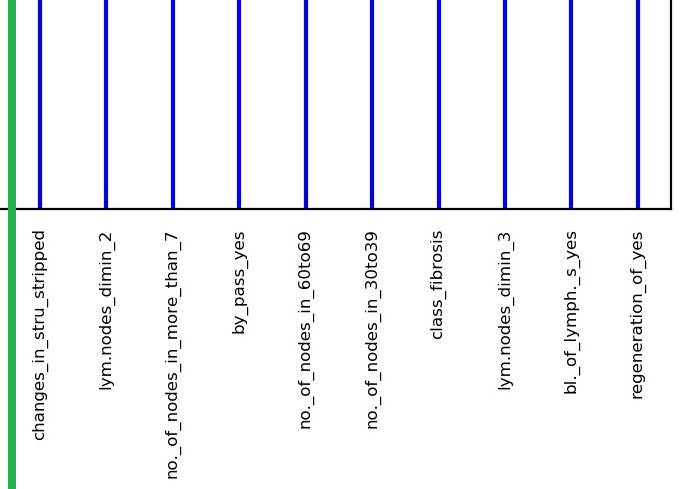 changes_in_stru_stripped
lym.nodes_dimin_2
no._of_nodes_in_more_than_7
by_pass_yes
no._of_nodes_in_60to69
no._of_nodes_in_30to39
class_fibrosis
lym.nodes_dimin_3
bl._of_lymph._s_yes
regeneration_of_yes